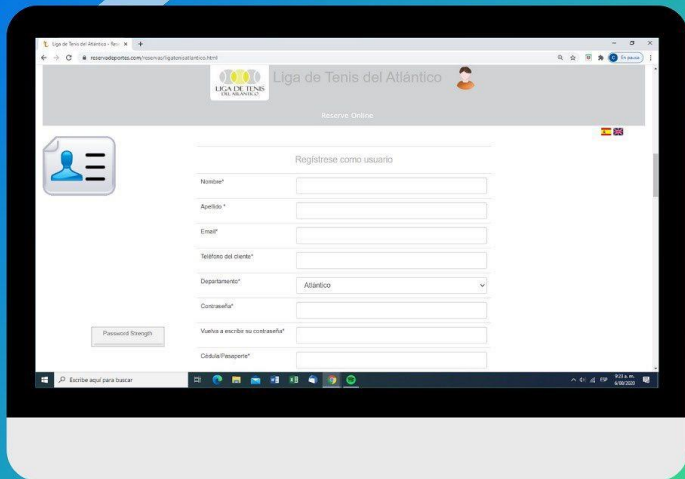 Liga de Tenis del Atlántico - Res
reservadeportes.com/reservas/ligatenisatlantico.html
En pausa
LIGA DE TENIS
DEL ATLÁNTICO
Liga de Tenis del Atlántico
Reserve Online
Regístrese como usuario
Nombre*
Apellido *
Email*
Teléfono del cliente*
Departamento*
Atlántico
Contraseña*
Password Strength
Vuelva a escribir su contraseña*
Cédula/Pasaporte*
Escribe aquí para buscar
ESP
9:23 a. m.